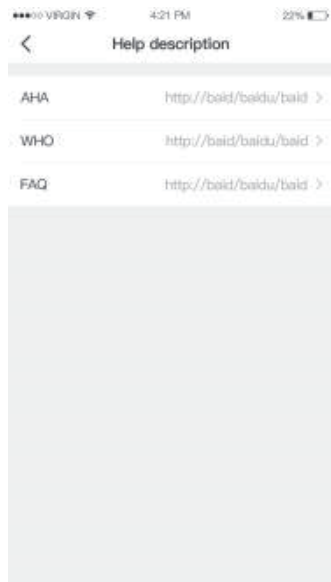 VIRGIN 4:21 PM 22%
Help description
AHA http://baid/baidu/baid
WHO http://baid/baidu/baid
FAQ http://baid/baidu/baid